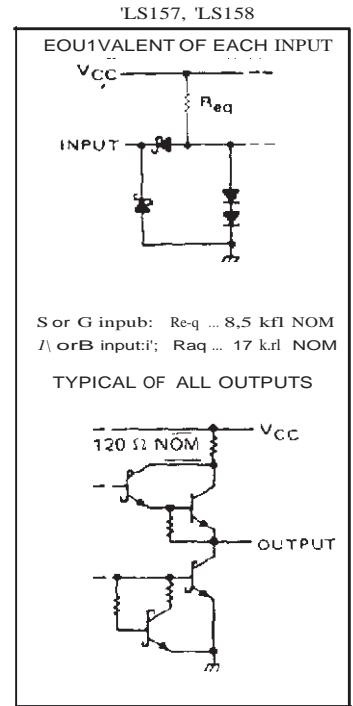 'LS157, 'LS158
EOU1VALENT OF EACH INPUT
VCC
Req
INPUT
S or G inpub: Re-q ... 8,5 kfl NOM
1\ orB input:i'; Raq ... 17 k.rl NOM
TYPICAL OF ALL OUTPUTS
VCC
120 Ω NOM
OUTPUT